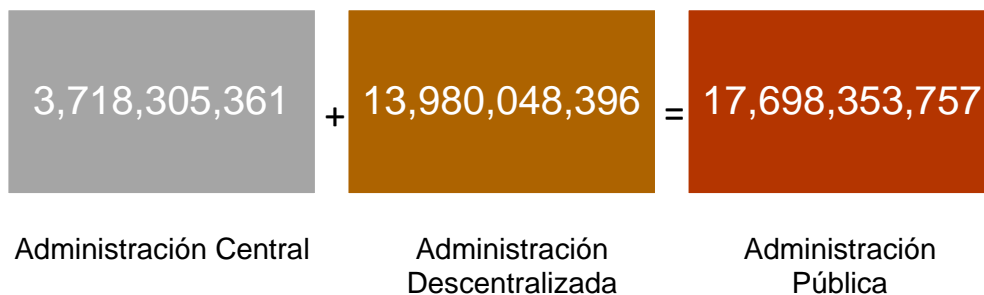 3,718,305,361 + 13,980,048,396 = 17,698,353,757
Administración Central
Administración
Descentralizada
Administración
Pública